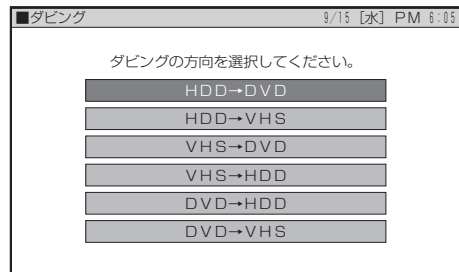 ■ダビング 9/15 [水] PM 6:05
ダビングの方向を選択してください。
HDD→DVD
HDD→VHS
VHS→DVD
VHS→HDD
DVD→HDD
DVD→VHS